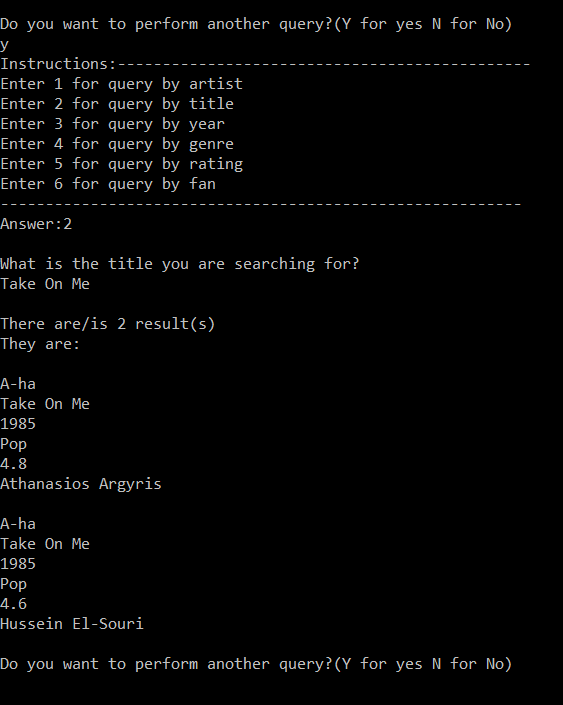 Do you want to perform another query?(Y for yes N for No)
y
Instructions:----------------------------------------------
Enter 1 for query by artist
Enter 2 for query by title
Enter 3 for query by year
Enter 4 for query by genre
Enter 5 for query by rating
Enter 6 for query by fan
----------------------------------------------------------
Answer:2
What is the title you are searching for?
Take On Me
There are/is 2 result(s)
They are:
A-ha
Take On Me
1985
Pop
4.8
Athanasios Argyris
A-ha
Take On Me
1985
Pop
4.6
Hussein El-Souri
Do you want to perform another query?(Y for yes N for No)